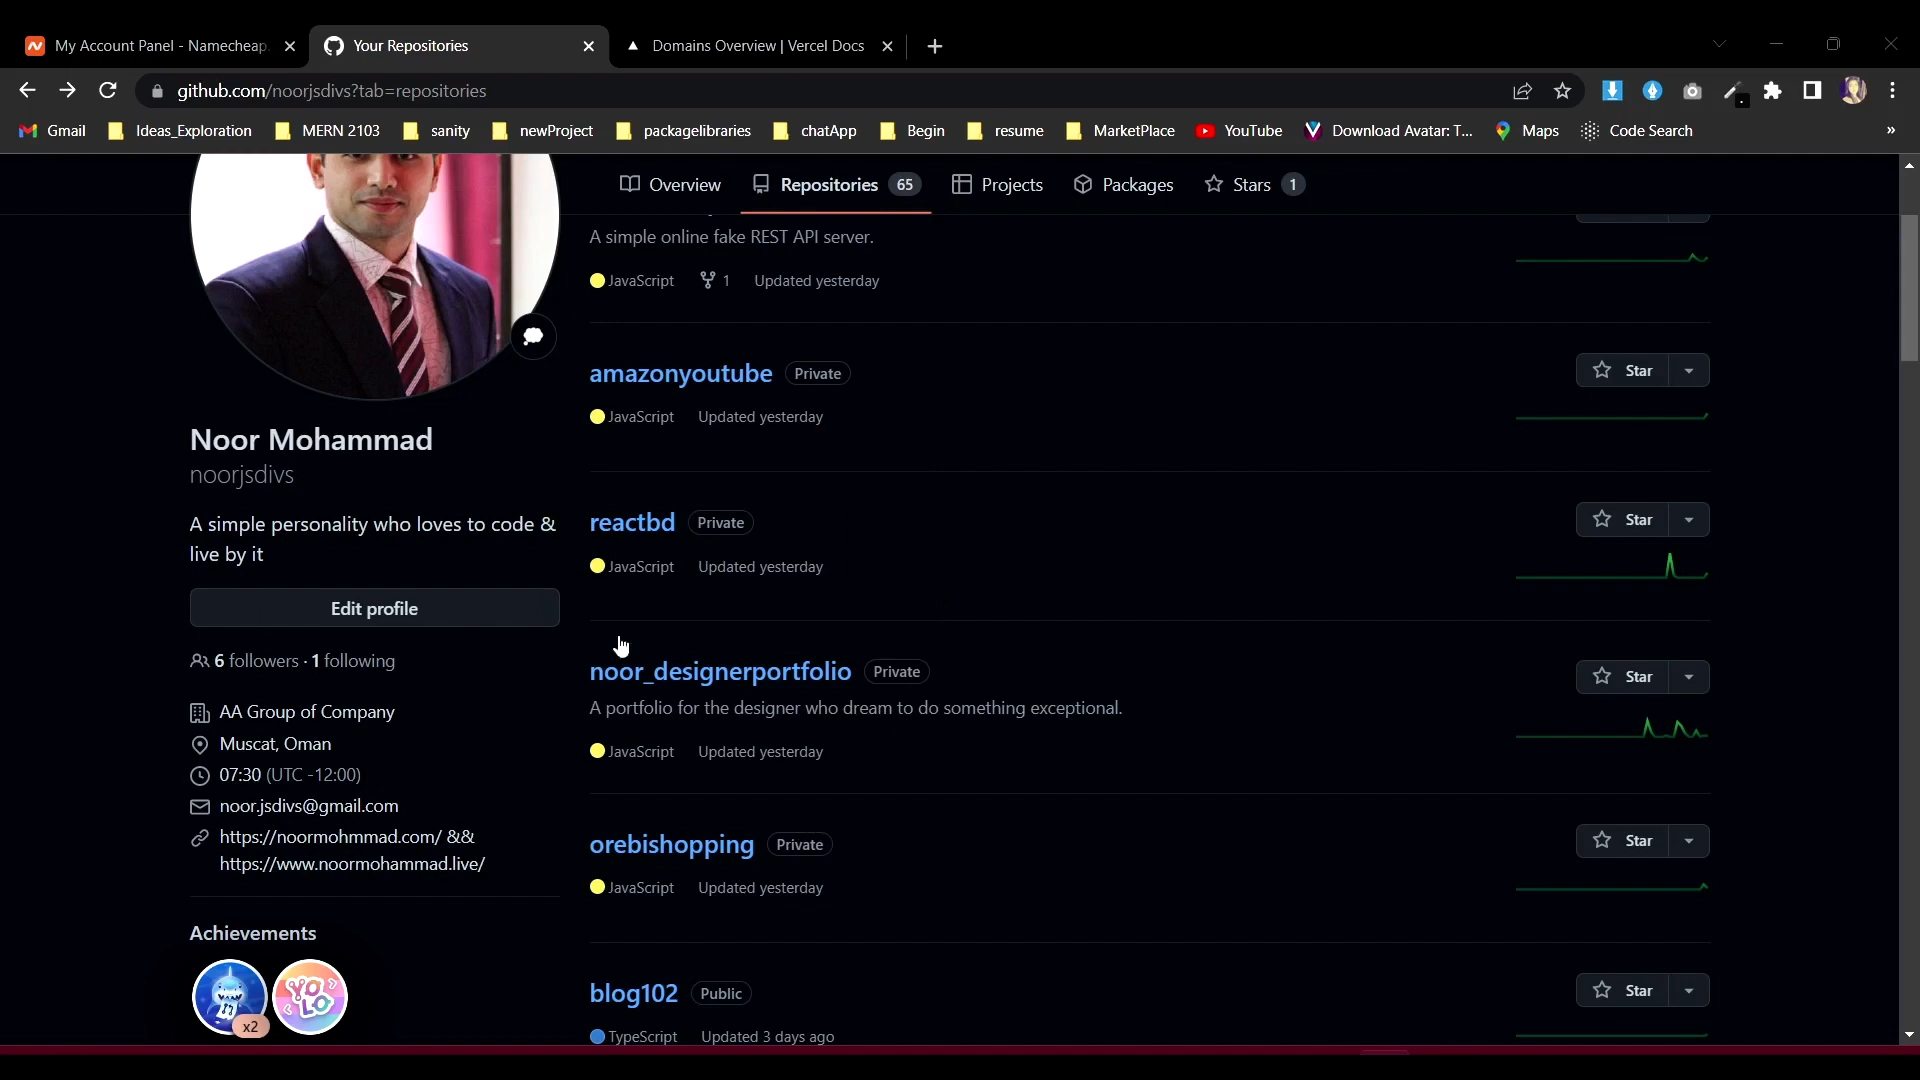 My Account Panel - Namecheap
Your Repositories
Domains Overview | Vercel Docs
github.com/noorjsdivs?tab=repositories
Gmail
Ideas_Exploration
MERN 2103
sanity
newProject
packagelibraries
chatApp
Begin
resume
MarketPlace
YouTube
Download Avatar: T...
Maps
Code Search
»
Overview
Repositories 65
Projects
Packages
Stars 1
A simple online fake REST API server.
JavaScript 1 Updated yesterday
amazonyoutube Private
Star
JavaScript Updated yesterday
reactbd Private
Star
JavaScript Updated yesterday
noor_designerportfolio Private
Star
A portfolio for the designer who dream to do something exceptional.
JavaScript Updated yesterday
orebishopping Private
Star
JavaScript Updated yesterday
blog102 Public
Star
TypeScript Updated 3 days ago
Noor Mohammad
noorjsdivs
A simple personality who loves to code &
live by it
Edit profile
6 followers · 1 following
AA Group of Company
Muscat, Oman
07:30 (UTC -12:00)
noor.jsdivs@gmail.com
https://noormohmmad.com/ &&
https://www.noormohammad.live/
Achievements
x2
YOLO